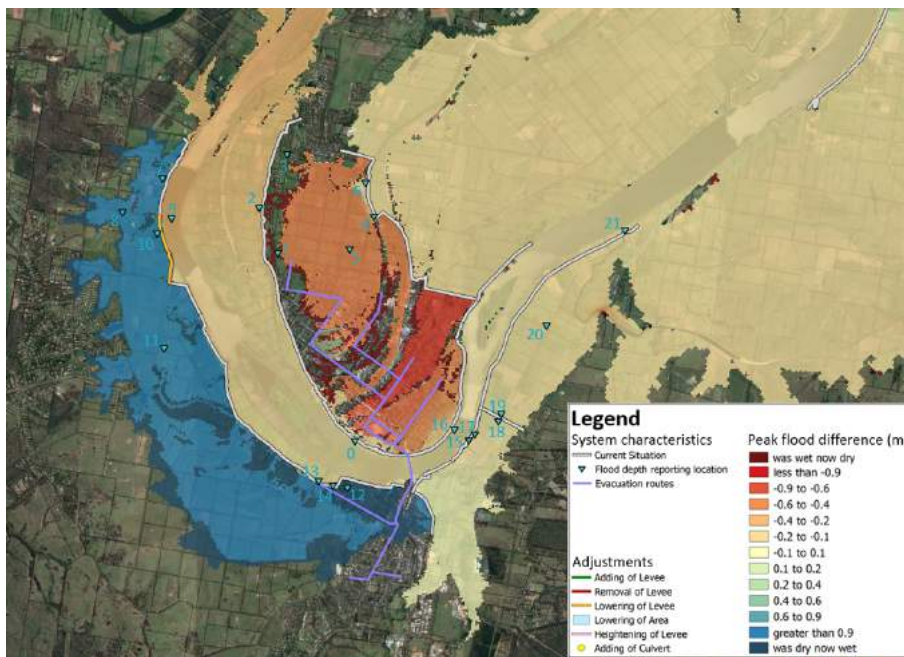 6
2
21
10
20
11
19
16 17
18
15
0
13
12
Legend
System characteristics
Current Situation
Flood depth reporting location
Evacuation routes
Adjustments
Adding of Levee
Removal of Levee
Lowering of Levee
Lowering of Area
Heightening of Levee
Adding of Culvert
Peak flood difference (m
was wet now dry
less than -0.9
-0.9 to -0.6
-0.6 to -0.4
-0.4 to -0.2
-0.2 to -0.1
-0.1 to 0.1
0.1 to 0.2
0.2 to 0.4
0.4 to 0.6
0.6 to 0.9
greater than 0.9
was dry now wet